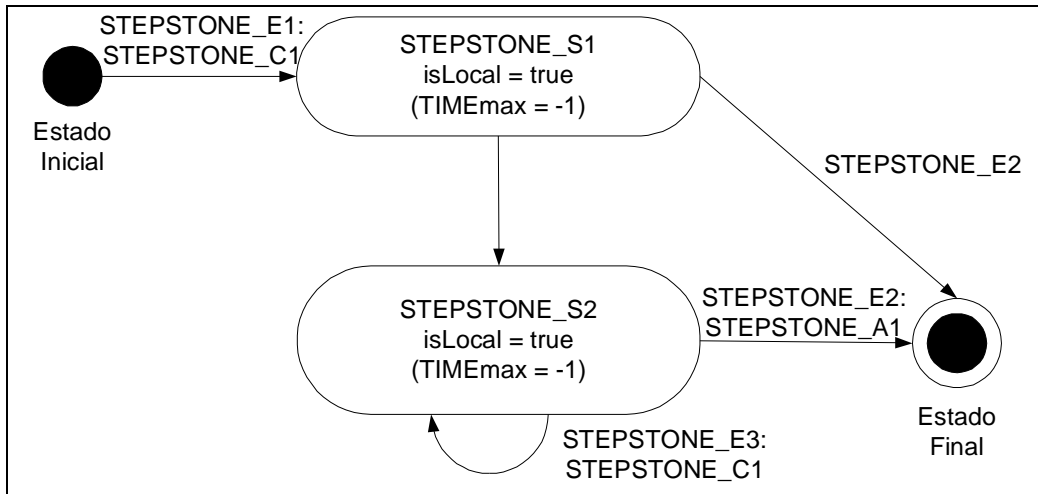 STEPSTONE_E1:
STEPSTONE_C1
STEPSTONE_S1
isLocal = true
(TIMEmax = -1)
Estado
Inicial
STEPSTONE_E2
STEPSTONE_S2
isLocal = true
(TIMEmax = -1)
STEPSTONE_E2:
STEPSTONE_A1
Estado
Final
STEPSTONE_E3:
STEPSTONE_C1